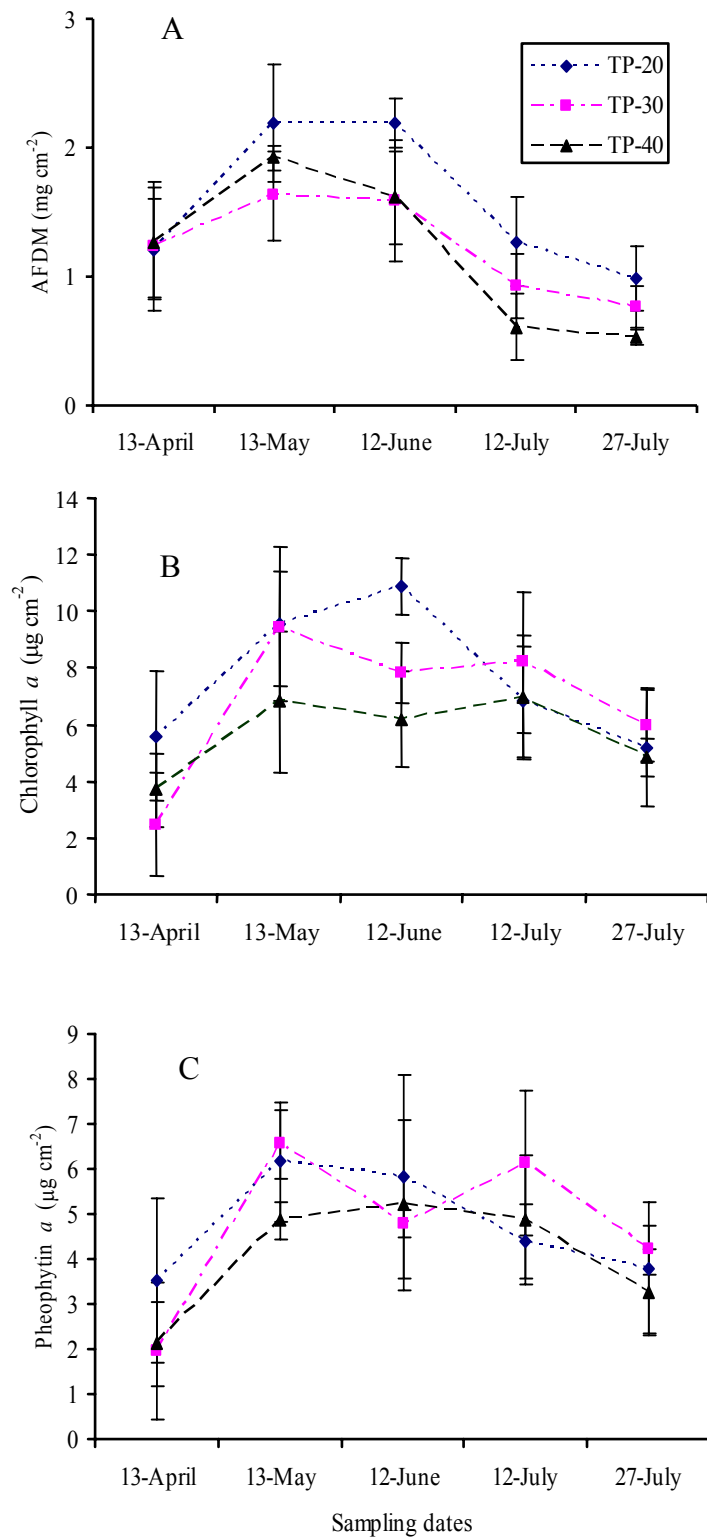 A
TP-20
TP-30
TP-40
3
2
1
0
AFDM (mg cm⁻²)
13-April 13-May 12-June 12-July 27-July
B
14
12
10
8
6
4
2
0
Chlorophyll a (µg cm⁻²)
13-April 13-May 12-June 12-July 27-July
C
9
8
7
6
5
4
3
2
1
0
Pheophytin a (µg cm⁻²)
13-April 13-May 12-June 12-July 27-July
Sampling dates